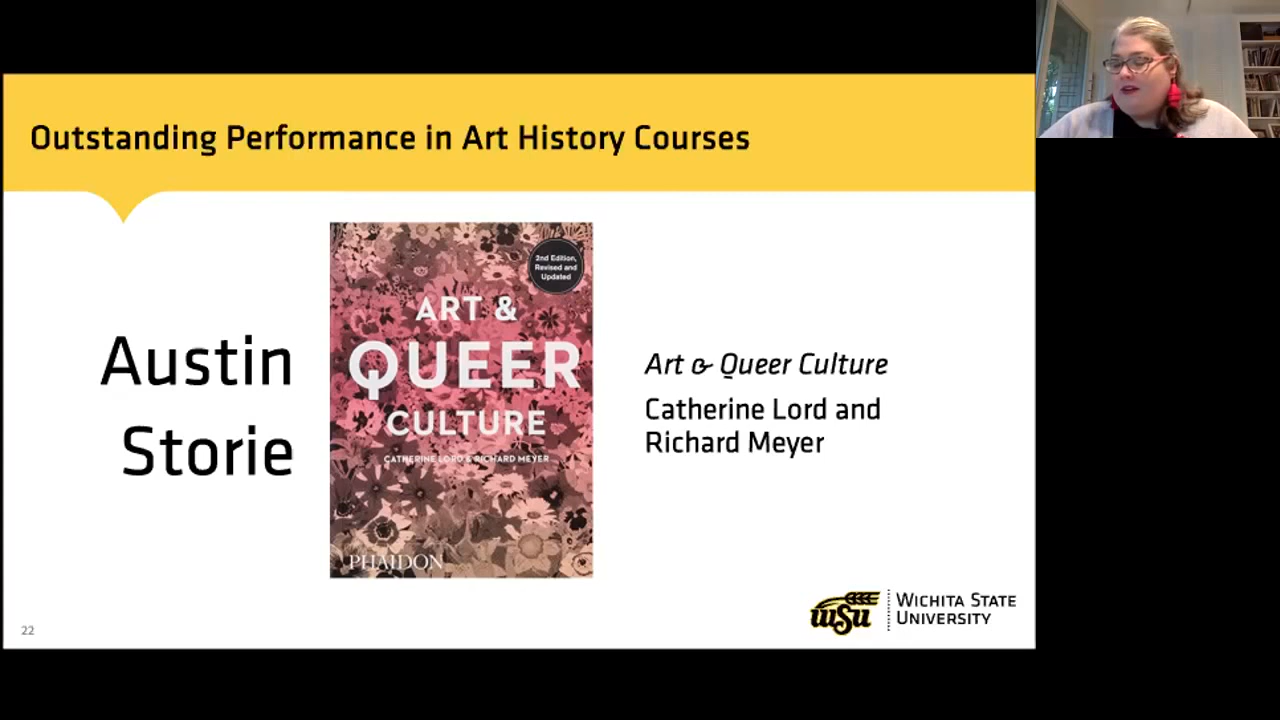 Outstanding Performance in Art History Courses
Austin
Storie
2nd Edition,
Revised and
Updated
ART &
QUEER
CULTURE
CATHERINE LORD & RICHARD MEYER
PHAIDON
Art & Queer Culture
Catherine Lord and
Richard Meyer
22
WSU
WICHITA STATE
UNIVERSITY